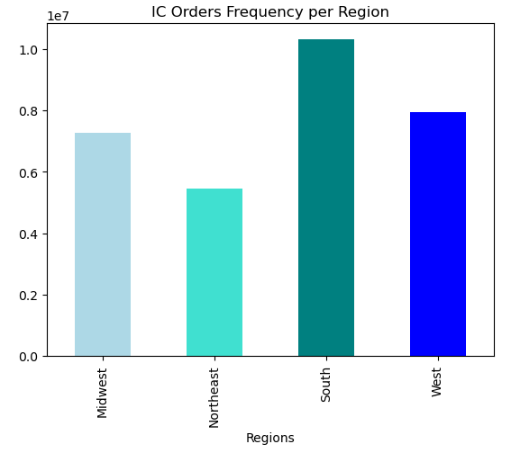 IC Orders Frequency per Region
1e7
1.0
0.8
0.6
0.4
0.2
0.0
Midwest
Northeast
South
West
Regions